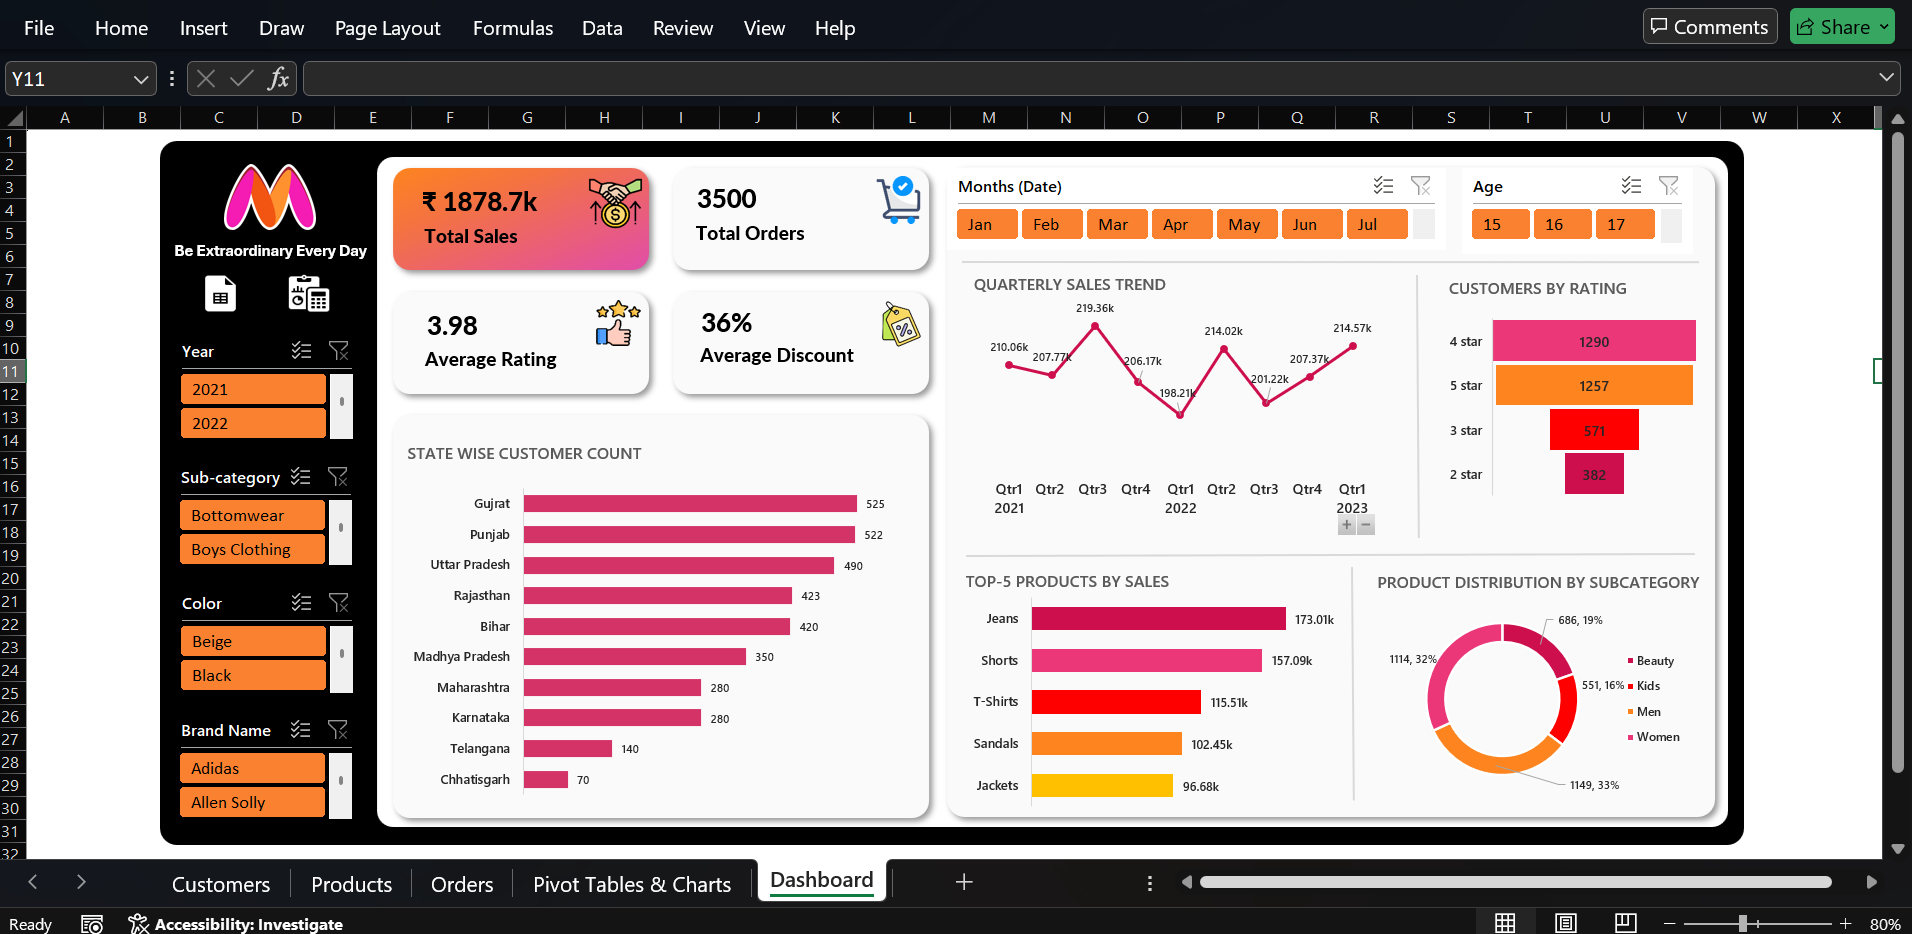 File Home Insert Draw Page Layout Formulas Data Review View Help Comments Share
Y11 fx
A B C D E F G H I J K L M N O P Q R S T U V W X
1
2
3
4
5
6
7
8
9
10
11
12
13
14
15
16
17
18
19
20
21
22
23
24
25
26
27
28
29
30
31
32
Be Extraordinary Every Day
Year
2021
2022
Sub-category
Bottomwear
Boys Clothing
Color
Beige
Black
Brand Name
Adidas
Allen Solly
₹ 1878.7k
Total Sales
3500
Total Orders
3.98
Average Rating
36%
Average Discount
STATE WISE CUSTOMER COUNT
Gujrat 525
Punjab 522
Uttar Pradesh 490
Rajasthan 423
Bihar 420
Madhya Pradesh 350
Maharashtra 280
Karnataka 280
Telangana 140
Chhatisgarh 70
Months (Date)
Jan Feb Mar Apr May Jun Jul
Age
15 16 17
QUARTERLY SALES TREND
210.06k 207.77k 219.36k 206.17k 198.21k 214.02k 201.22k 207.37k 214.57k
Qtr1 Qtr2 Qtr3 Qtr4 Qtr1 Qtr2 Qtr3 Qtr4 Qtr1
2021 2022 2023
+ −
CUSTOMERS BY RATING
4 star 1290
5 star 1257
3 star 571
2 star 382
TOP-5 PRODUCTS BY SALES
Jeans 173.01k
Shorts 157.09k
T-Shirts 115.51k
Sandals 102.45k
Jackets 96.68k
PRODUCT DISTRIBUTION BY SUBCATEGORY
686, 19%
1114, 32%
551, 16%
1149, 33%
Beauty
Kids
Men
Women
Customers Products Orders Pivot Tables & Charts Dashboard +
Ready Accessibility: Investigate − + 80%